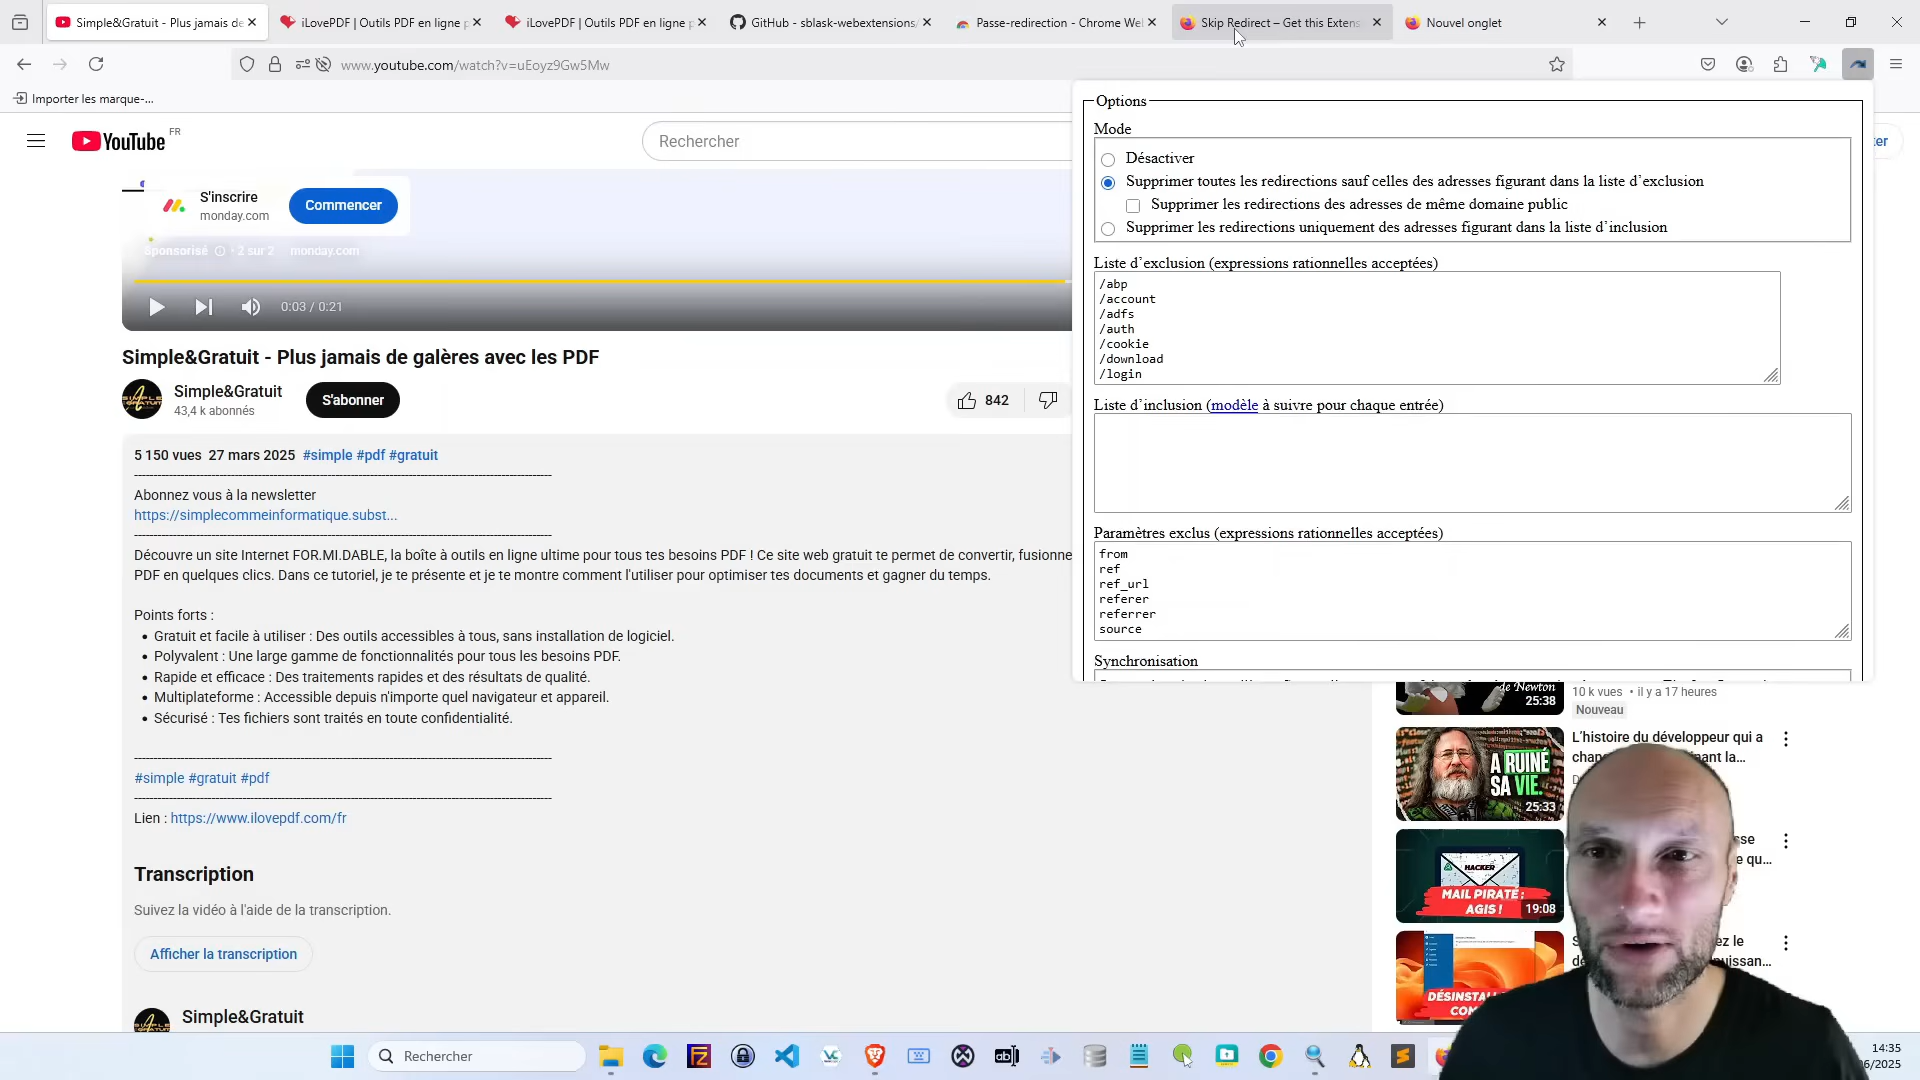 Simple&Gratuit - Plus jamais de
iLovePDF | Outils PDF en ligne p
iLovePDF | Outils PDF en ligne p
GitHub - sblask-webextensions/
Passe-redirection - Chrome We
Skip Redirect – Get this Extens
Nouvel onglet
www.youtube.com/watch?v=uEoyz9Gw5Mw
Importer les marque-...
YouTube FR
Rechercher
S'inscrire
monday.com
Commencer
Sponsorisé · 2 sur 2 monday.com
0:03 / 0:21
Simple&Gratuit - Plus jamais de galères avec les PDF
Simple&Gratuit
43,4 k abonnés
S'abonner
842
5 150 vues 27 mars 2025 #simple #pdf #gratuit
Abonnez vous à la newsletter
https://simplecommeinformatique.subst...
Découvre un site Internet FOR.MI.DABLE, la boîte à outils en ligne ultime pour tous tes besoins PDF ! Ce site web gratuit te permet de convertir, fusionne
PDF en quelques clics. Dans ce tutoriel, je te présente et je te montre comment l'utiliser pour optimiser tes documents et gagner du temps.
Points forts :
• Gratuit et facile à utiliser : Des outils accessibles à tous, sans installation de logiciel.
• Polyvalent : Une large gamme de fonctionnalités pour tous les besoins PDF.
• Rapide et efficace : Des traitements rapides et des résultats de qualité.
• Multiplateforme : Accessible depuis n'importe quel navigateur et appareil.
• Sécurisé : Tes fichiers sont traités en toute confidentialité.
#simple #gratuit #pdf
Lien : https://www.ilovepdf.com/fr
Transcription
Suivez la vidéo à l'aide de la transcription.
Afficher la transcription
Simple&Gratuit
Options
Mode
Désactiver
Supprimer toutes les redirections sauf celles des adresses figurant dans la liste d’exclusion
Supprimer les redirections des adresses de même domaine public
Supprimer les redirections uniquement des adresses figurant dans la liste d’inclusion
Liste d’exclusion (expressions rationnelles acceptées)
/abp
/account
/adfs
/auth
/cookie
/download
/login
Liste d’inclusion (modèle à suivre pour chaque entrée)
Paramètres exclus (expressions rationnelles acceptées)
from
ref
ref_url
referer
referrer
source
Synchronisation
ter
de Newton
25:38
10 k vues • il y a 17 heures
Nouveau
A RUINÉ
SA VIE.
25:33
L'histoire du développeur qui a
HACKER
MAIL PIRATÉ :
AGIS !
19:08
Rechercher
14:35